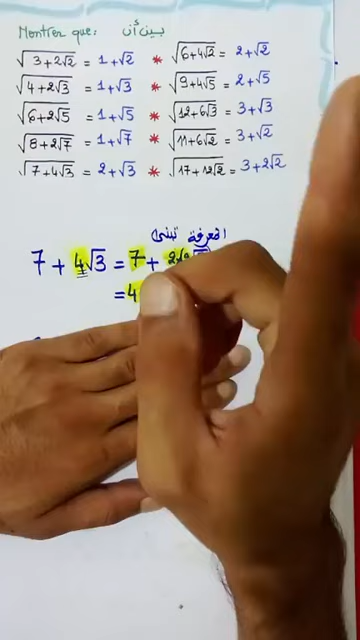 Montrer que: بين أن
√3+2√2 = 1+√2 * √6+4√2 = 2+√2
√4+2√3 = 1+√3 * √9+4√5 = 2+√5
√6+2√5 = 1+√5 * √12+6√3 = 3+√3
√8+2√7 = 1+√7 * √11+6√2 = 3+√2
√7+4√3 = 2+√3 * √17+12√2 = 3+2√2
المعرفة تبنى
7 + 4√3 = 7 +
= 4